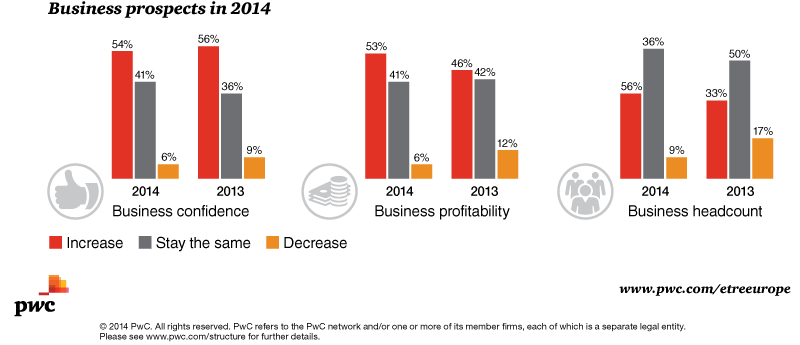 Business prospects in 2014
54%
41%
6%
56%
36%
9%
53%
41%
6%
46%
42%
12%
56%
36%
9%
33%
50%
17%
2014
2013
2014
2013
2014
2013
Business confidence
Business profitability
Business headcount
Increase
Stay the same
Decrease
pwc
www.pwc.com/etreeurope
© 2014 PwC. All rights reserved. PwC refers to the PwC network and/or one or more of its member firms, each of which is a separate legal entity.
Please see www.pwc.com/structure for further details.